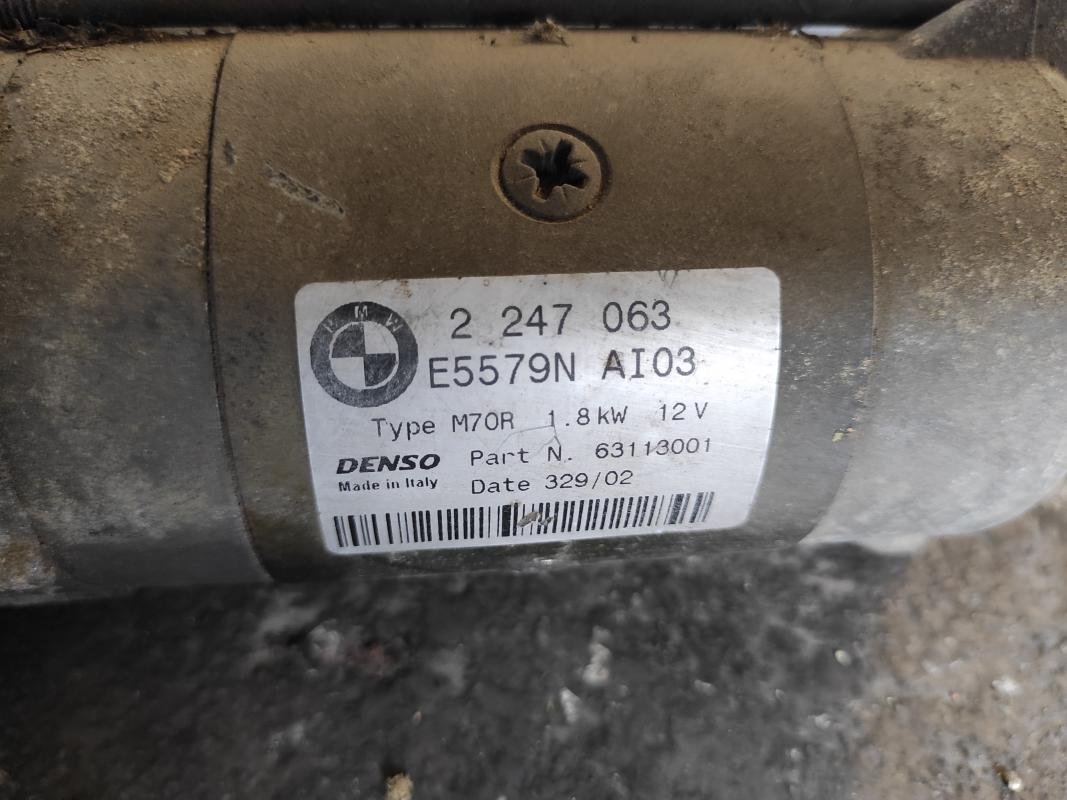 BMW
2 247 063
E5579N AI03
Type M70R 1.8kW 12V
DENSO Part N. 63113001
Made in Italy Date 329/02